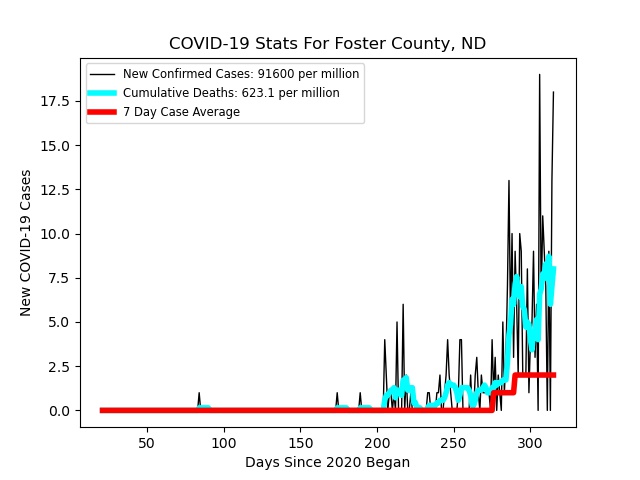 COVID-19 Stats For Foster County, ND
New Confirmed Cases: 91600 per million
Cumulative Deaths: 623.1 per million
7 Day Case Average
New COVID-19 Cases
17.5
15.0
12.5
10.0
7.5
5.0
2.5
0.0
50 100 150 200 250 300
Days Since 2020 Began